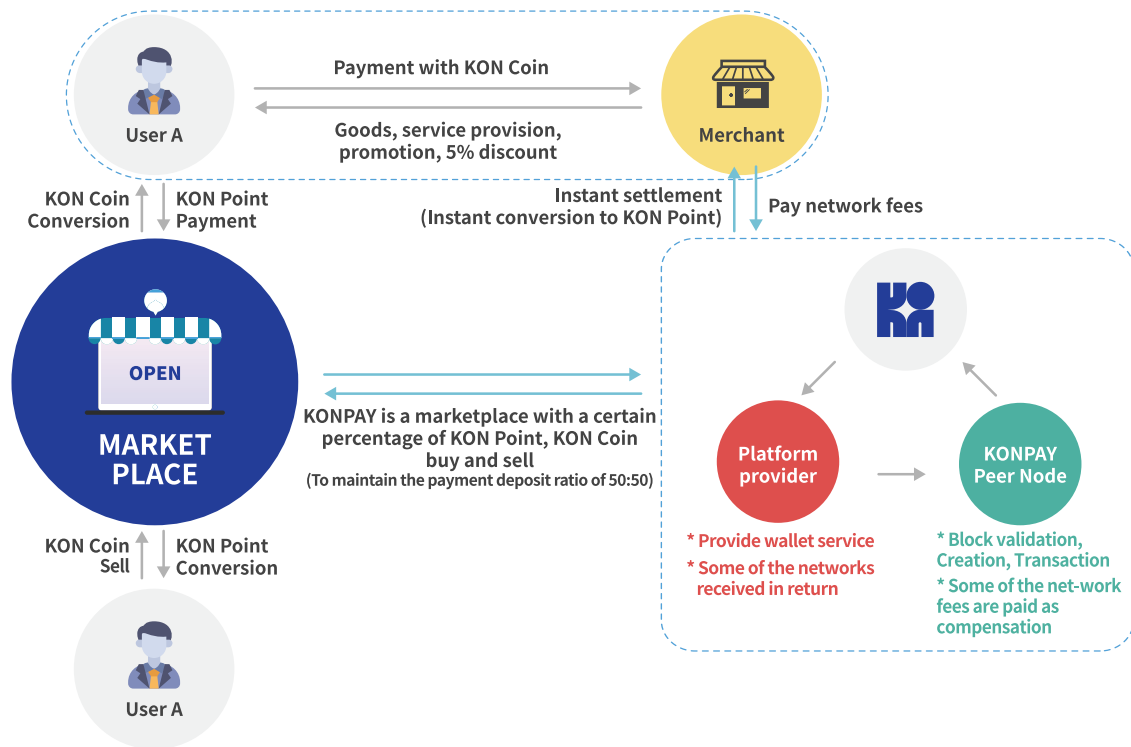 User A
Payment with KON Coin
Goods, service provision,
promotion, 5% discount
Merchant
KON Coin
Conversion
KON Point
Payment
Instant settlement
(Instant conversion to KON Point)
Pay network fees
OPEN
MARKET
PLACE
KONPAY is a marketplace with a certain
percentage of KON Point, KON Coin
buy and sell
(To maintain the payment deposit ratio of 50:50)
KON
Platform
provider
KONPAY
Peer Node
* Provide wallet service
* Some of the networks
received in return
* Block validation,
Creation, Transaction
* Some of the net-work
fees are paid as
compensation
KON Coin
Sell
KON Point
Conversion
User A